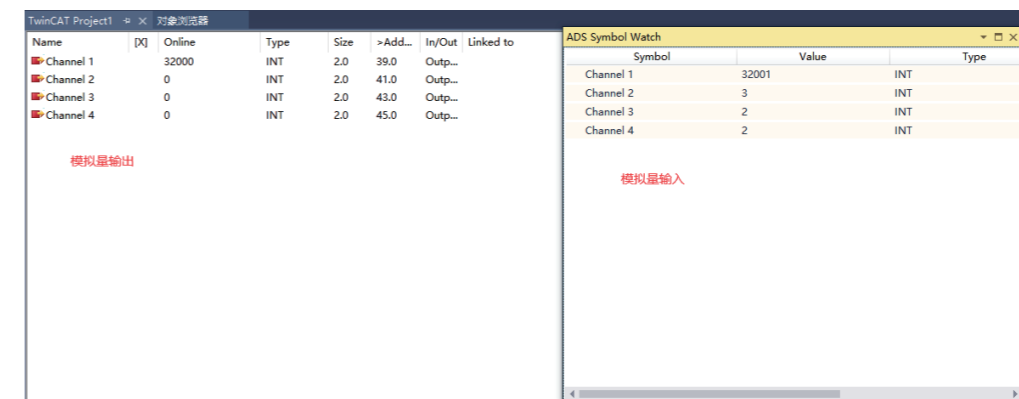 TwinCAT Project1 对象浏览器
Name [X] Online Type Size >Add... In/Out Linked to
Channel 1 32000 INT 2.0 39.0 Outp...
Channel 2 0 INT 2.0 41.0 Outp...
Channel 3 0 INT 2.0 43.0 Outp...
Channel 4 0 INT 2.0 45.0 Outp...
模拟量输出
ADS Symbol Watch
Symbol Value Type
Channel 1 32001 INT
Channel 2 3 INT
Channel 3 2 INT
Channel 4 2 INT
模拟量输入